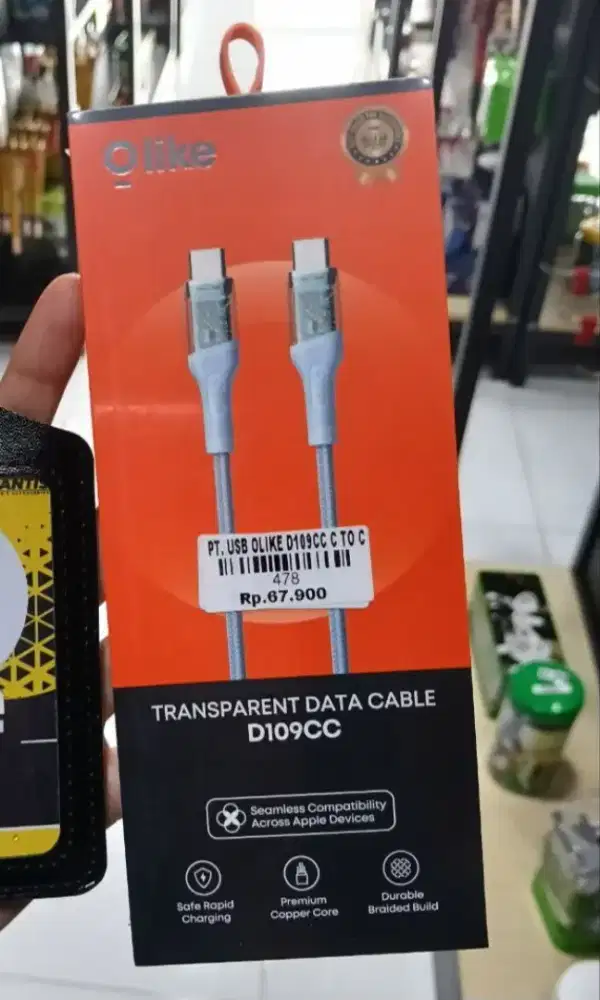 Olike
PT. USB OLIKE D109CC C TO C
478
Rp.67.900
TRANSPARENT DATA CABLE
D109CC
Seamless Compatibility
Across Apple Devices
Safe Rapid
Charging
Premium
Copper Core
Durable
Braided Build